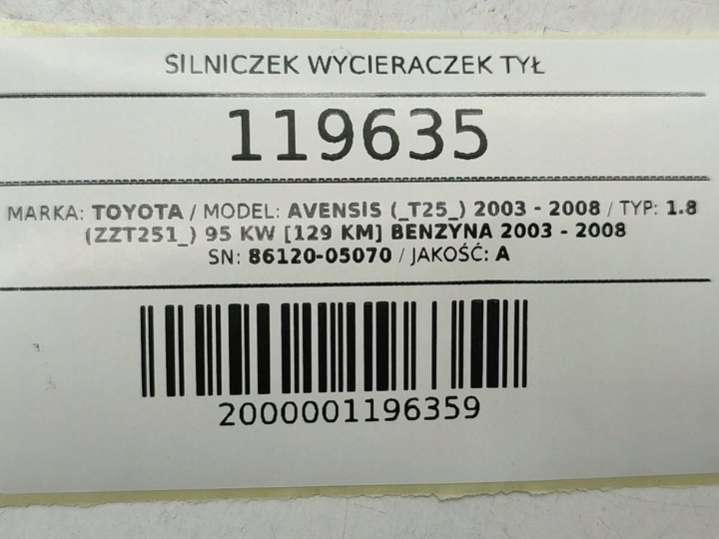 SILNICZEK WYCIERACZEK TYŁ
119635
MARKA: TOYOTA / MODEL: AVENSIS (_T25_) 2003 - 2008 / TYP: 1.8
(ZZT251_) 95 KW [129 KM] BENZYNA 2003 - 2008
SN: 86120-05070 / JAKOŚĆ: A
2000001196359